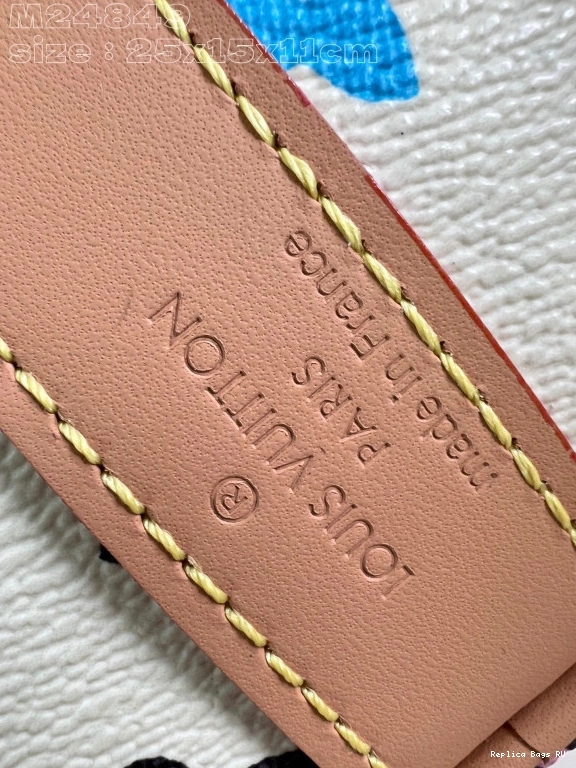 M24849
size : 25x15x11cm
®
LOUIS VUITTON
PARIS
made in France
Replica Bags RU